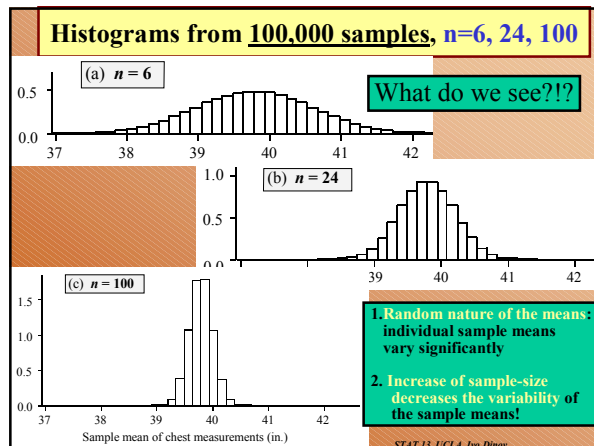 Histograms from 100,000 samples, n=6, 24, 100
(a) n = 6
What do we see?!?
0.5
0.0
37 38 39 40 41 42
(b) n = 24
1.0
0.5
0.0
39 40 41 42
(c) n = 100
1.5
1.0
0.5
0.0
37 38 39 40 41 42
Sample mean of chest measurements (in.)
1.Random nature of the means:
individual sample means
vary significantly
2. Increase of sample-size
decreases the variability of
the sample means!
STAT 13, UCLA, Ivo Dinov